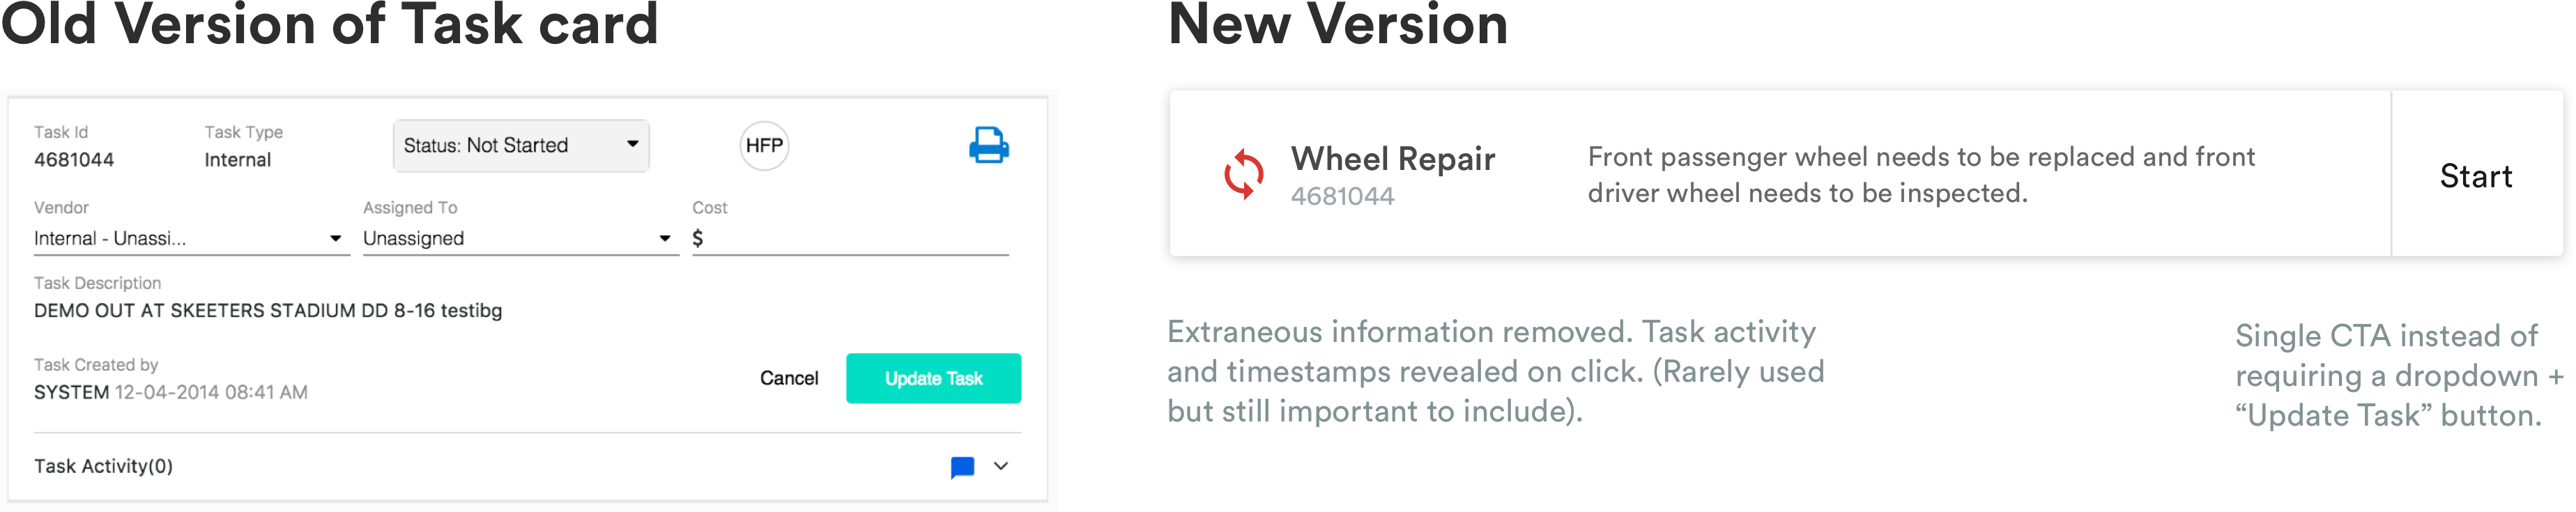 Old Version of Task card
Task Id
4681044
Task Type
Internal
Status: Not Started
HFP
Vendor
Internal - Unassi...
Assigned To
Unassigned
Cost
$
Task Description
DEMO OUT AT SKEETERS STADIUM DD 8-16 testibg
Task Created by
SYSTEM 12-04-2014 08:41 AM
Cancel
Update Task
Task Activity(0)
New Version
Wheel Repair
4681044
Front passenger wheel needs to be replaced and front
driver wheel needs to be inspected.
Start
Extraneous information removed. Task activity
and timestamps revealed on click. (Rarely used
but still important to include).
Single CTA instead of
requiring a dropdown +
“Update Task” button.